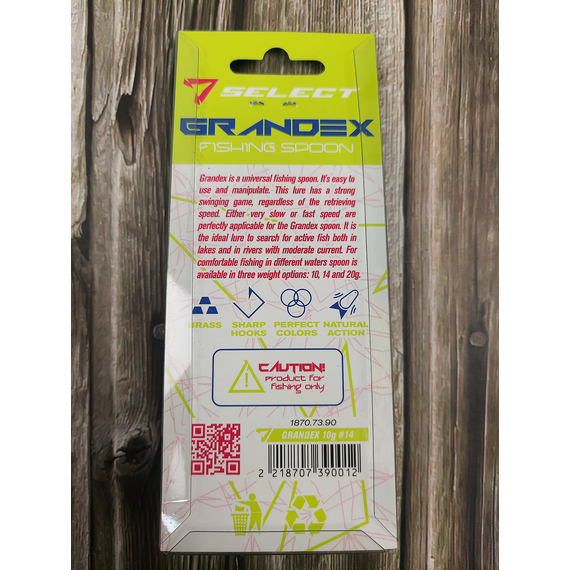 SELECT
GRANDEX
FISHING SPOON
Grandex is a universal fishing spoon. It's easy to
use and manipulate. This lure has a strong
swinging game, regardless of the retrieving
speed. Either very slow or fast speed are
perfectly applicable for the Grandex spoon. It is
the ideal lure to search for active fish both in
lakes and in rivers with moderate current. For
comfortable fishing in different waters spoon is
available in three weight options: 10, 14 and 20g.
BRASS SHARP PERFECT NATURAL
HOOKS COLORS ACTION
CAUTION!
product for
fishing only
1870.73.90
GRANDEX 10g #14
2 218707 390012